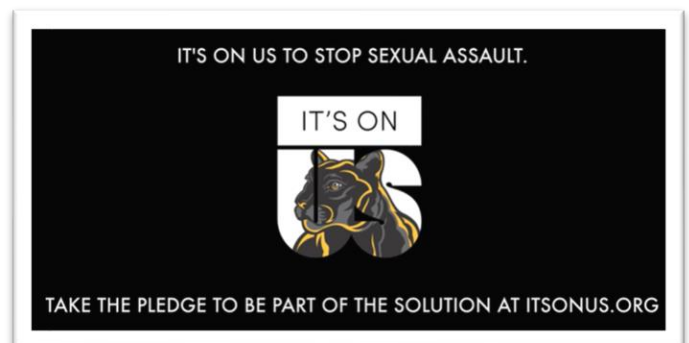 IT'S ON US TO STOP SEXUAL ASSAULT.
IT'S ON
US
TAKE THE PLEDGE TO BE PART OF THE SOLUTION AT ITSONUS.ORG